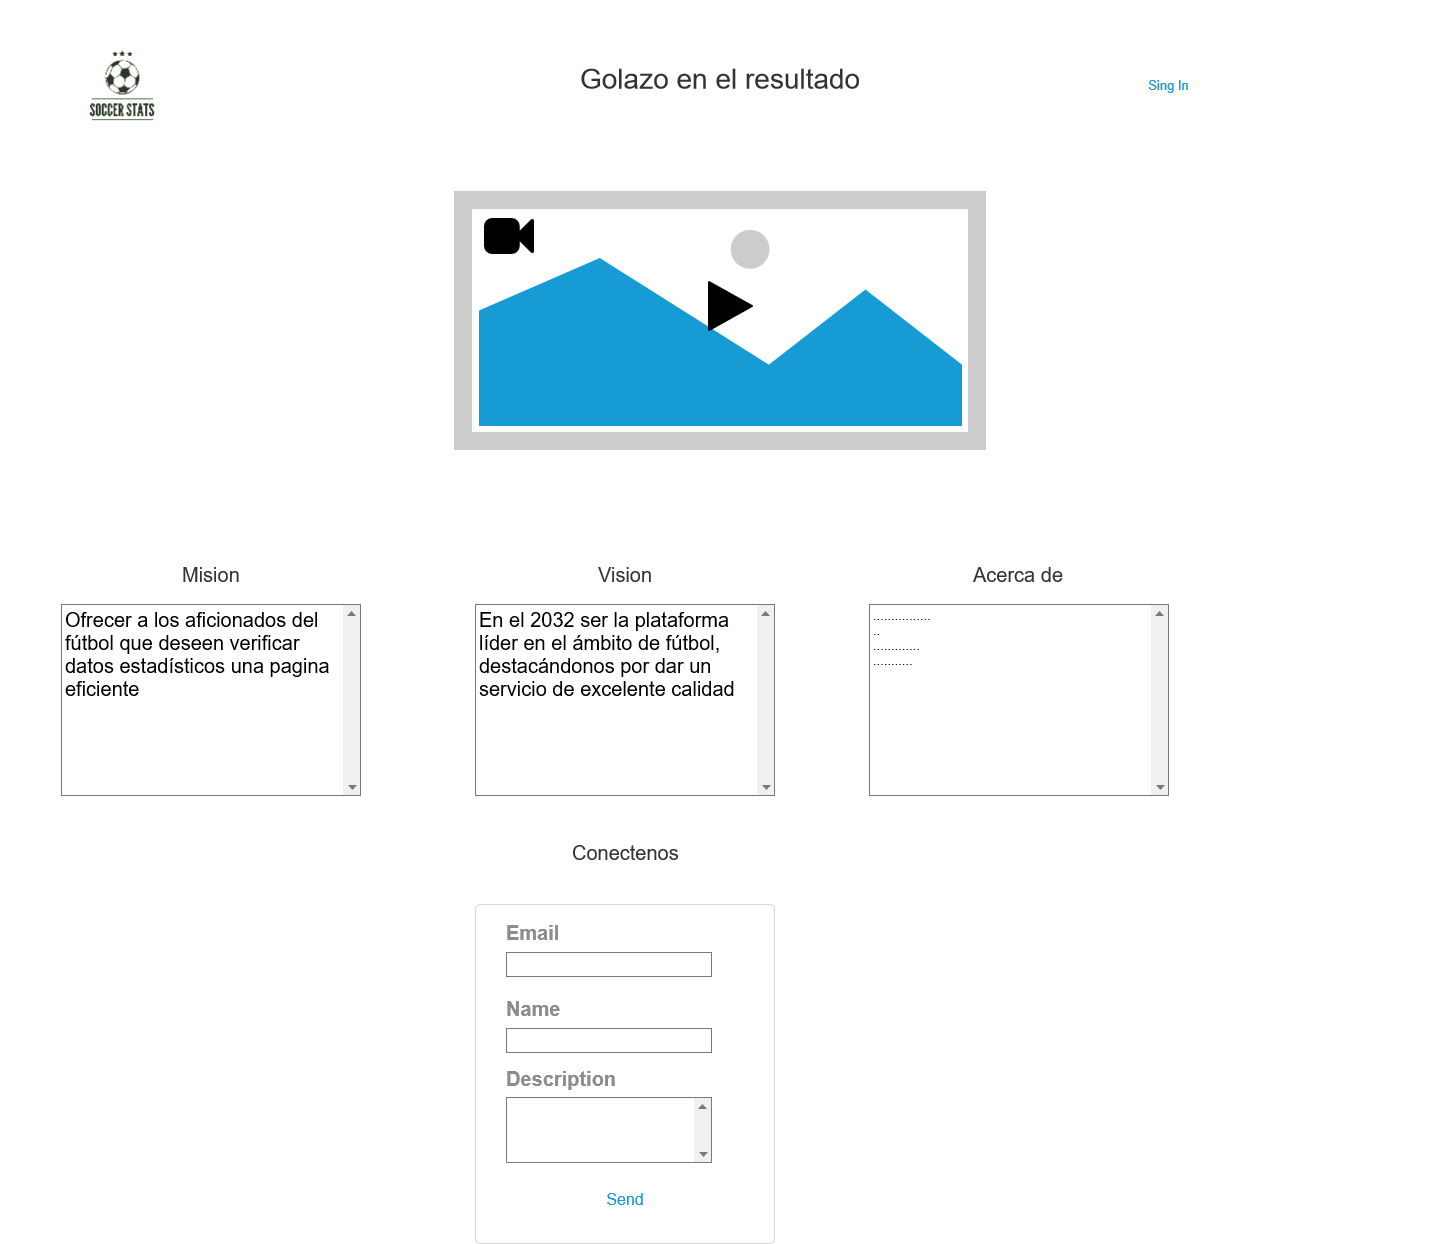 SOCCER STATS
Golazo en el resultado
Sing In
Mision
Ofrecer a los aficionados del
fútbol que deseen verificar
datos estadísticos una pagina
eficiente
Vision
En el 2032 ser la plataforma
líder en el ámbito de fútbol,
destacándonos por dar un
servicio de excelente calidad
Acerca de
................
..
.............
...........
Conectenos
Email
Name
Description
Send